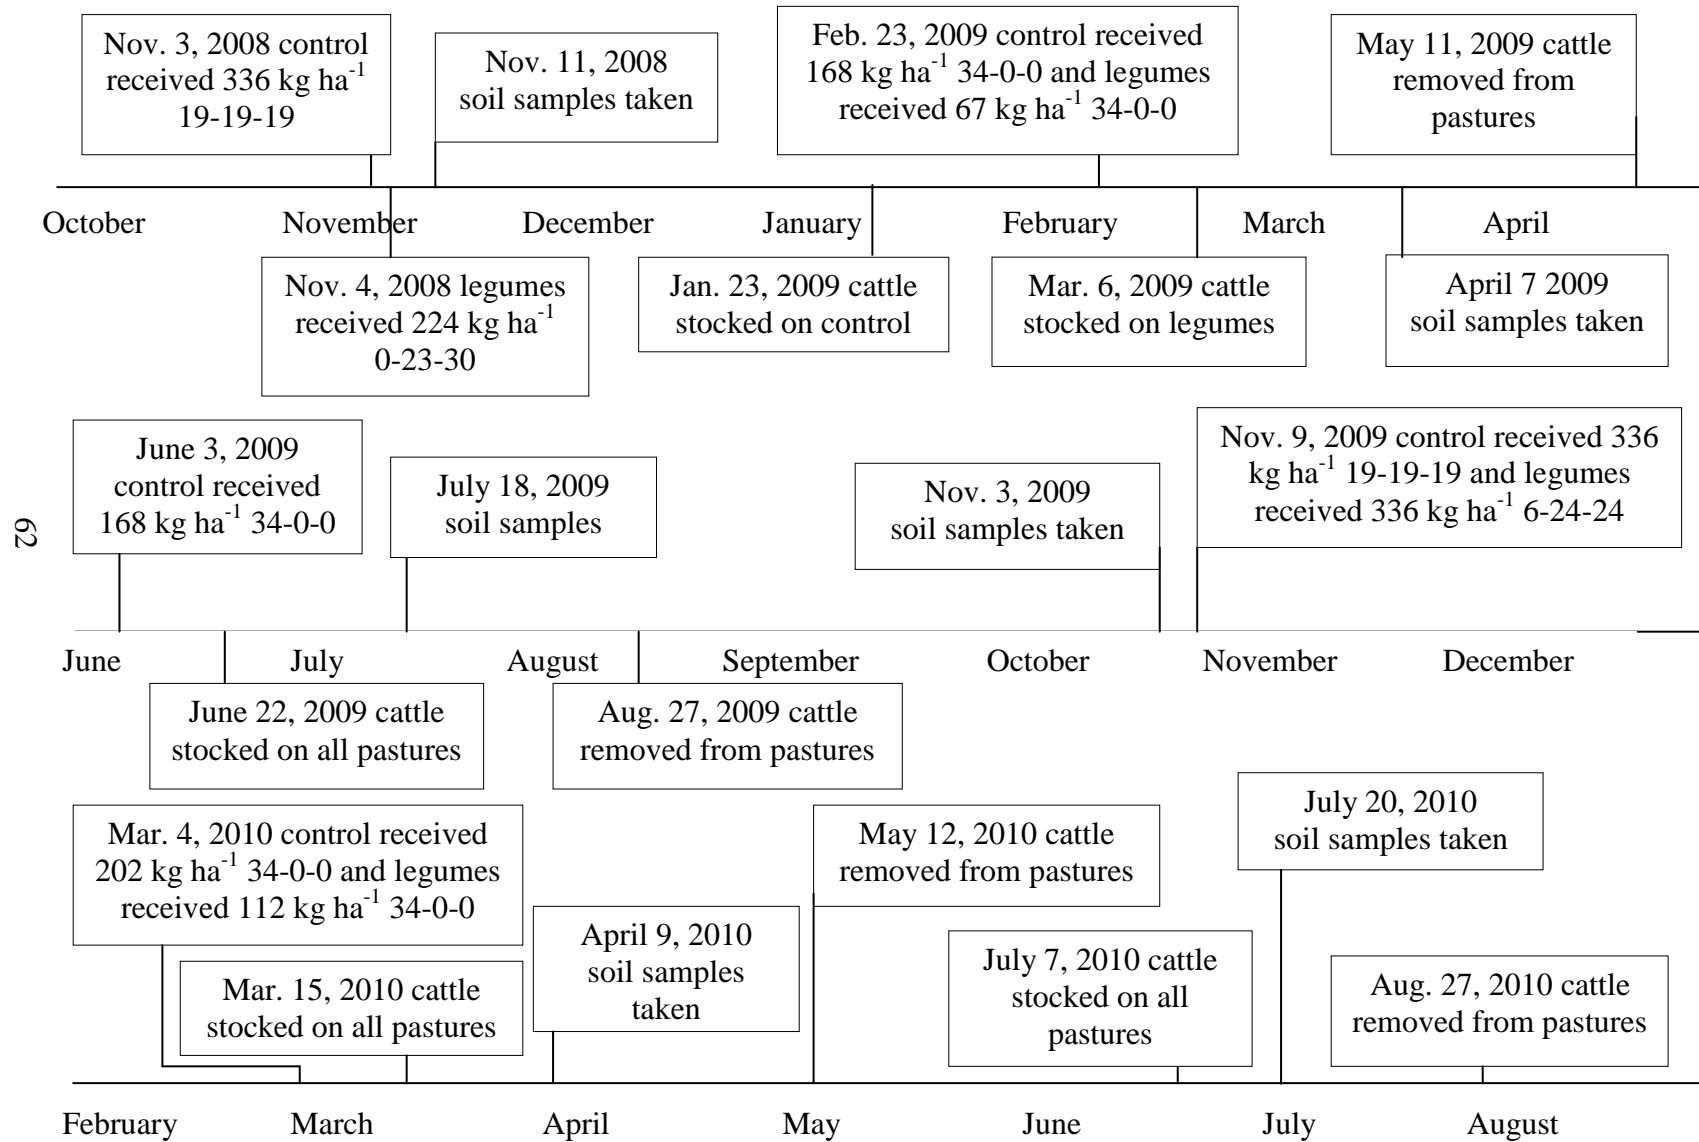 Nov. 3, 2008 control
received 336 kg ha⁻¹
19-19-19
Nov. 11, 2008
soil samples taken
Feb. 23, 2009 control received
168 kg ha⁻¹ 34-0-0 and legumes
received 67 kg ha⁻¹ 34-0-0
May 11, 2009 cattle
removed from
pastures
October November December January February March April
Nov. 4, 2008 legumes
received 224 kg ha⁻¹
0-23-30
Jan. 23, 2009 cattle
stocked on control
Mar. 6, 2009 cattle
stocked on legumes
April 7 2009
soil samples taken
June 3, 2009
control received
168 kg ha⁻¹ 34-0-0
July 18, 2009
soil samples
Nov. 3, 2009
soil samples taken
Nov. 9, 2009 control received 336
kg ha⁻¹ 19-19-19 and legumes
received 336 kg ha⁻¹ 6-24-24
62
June July August September October November December
June 22, 2009 cattle
stocked on all pastures
Aug. 27, 2009 cattle
removed from pastures
Mar. 4, 2010 control received
202 kg ha⁻¹ 34-0-0 and legumes
received 112 kg ha⁻¹ 34-0-0
Mar. 15, 2010 cattle
stocked on all pastures
April 9, 2010
soil samples
taken
May 12, 2010 cattle
removed from pastures
July 7, 2010 cattle
stocked on all
pastures
July 20, 2010
soil samples taken
Aug. 27, 2010 cattle
removed from pastures
February March April May June July August